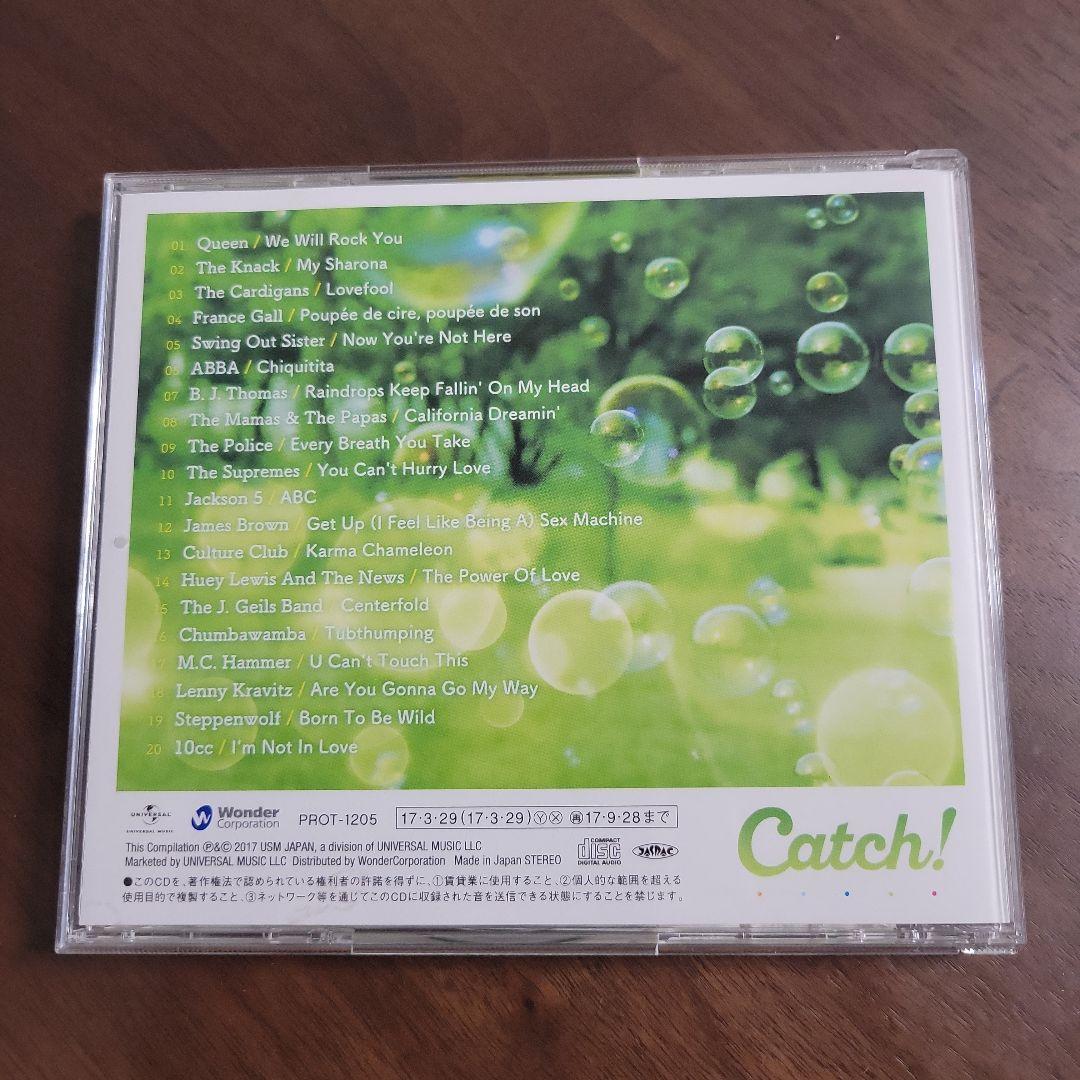 01 Queen / We Will Rock You
02 The Knack / My Sharona
03 The Cardigans / Lovefool
04 France Gall / Poupée de cire, poupée de son
05 Swing Out Sister / Now You're Not Here
06 ABBA / Chiquitita
07 B. J. Thomas / Raindrops Keep Fallin' On My Head
08 The Mamas & The Papas / California Dreamin'
09 The Police / Every Breath You Take
10 The Supremes / You Can't Hurry Love
11 Jackson 5 / ABC
12 James Brown / Get Up (I Feel Like Being A) Sex Machine
13 Culture Club / Karma Chameleon
14 Huey Lewis And The News / The Power Of Love
15 The J. Geils Band / Centerfold
16 Chumbawamba / Tubthumping
17 M.C. Hammer / U Can't Touch This
18 Lenny Kravitz / Are You Gonna Go My Way
19 Steppenwolf / Born To Be Wild
20 10cc / I'm Not In Love
UNIVERSAL
UNIVERSAL MUSIC
Wonder
Corporation
PROT-1205
17・3・29(17・3・29)Ⓨ Ⓧ 再17・9・28まで
This Compilation ℗&© 2017 USM JAPAN, a division of UNIVERSAL MUSIC LLC
Marketed by UNIVERSAL MUSIC LLC Distributed by WonderCorporation Made in Japan STEREO
COMPACT
disc
DIGITAL AUDIO
JASRAC
Catch!
●このCDを、著作権法で認められている権利者の許諾を得ずに、①賃貸業に使用すること、②個人的な範囲を超える
使用目的で複製すること、③ネットワーク等を通じてこのCDに収録された音を送信できる状態にすることを禁じます。